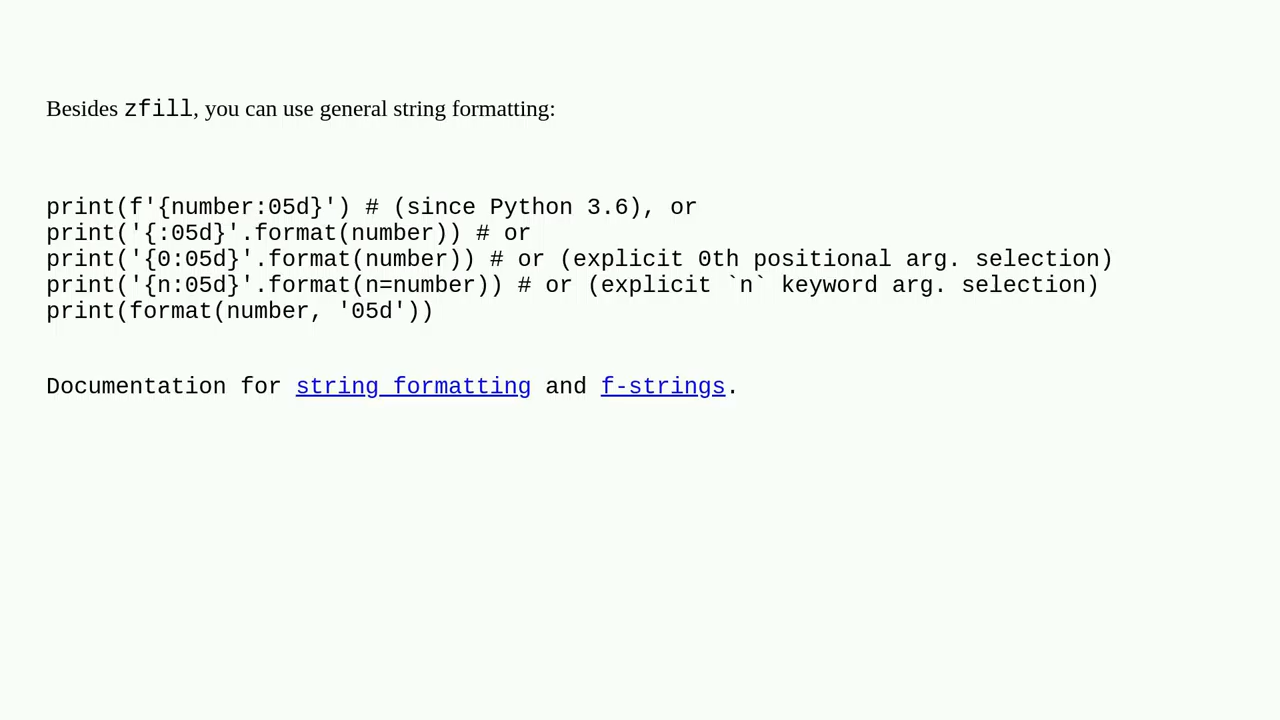 Besides zfill, you can use general string formatting:
print(f'{number:05d}') # (since Python 3.6), or
print('{:05d}'.format(number)) # or
print('{0:05d}'.format(number)) # or (explicit 0th positional arg. selection)
print('{n:05d}'.format(n=number)) # or (explicit `n` keyword arg. selection)
print(format(number, '05d'))
Documentation for string formatting and f-strings.